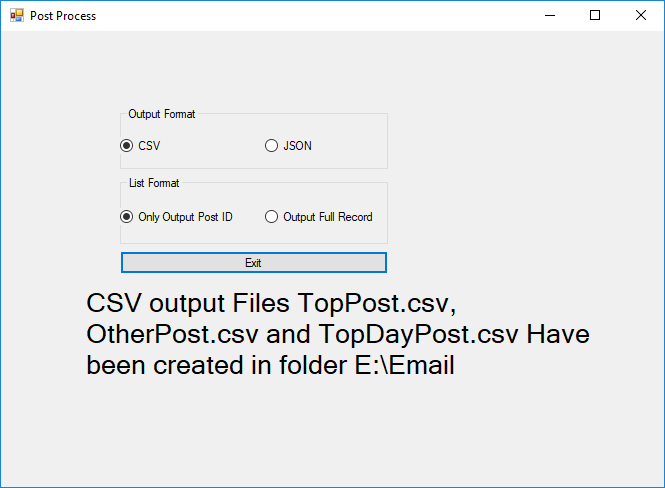 Post Process
Output Format
CSV JSON
List Format
Only Output Post ID Output Full Record
Exit
CSV output Files TopPost.csv,
OtherPost.csv and TopDayPost.csv Have
been created in folder E:\Email